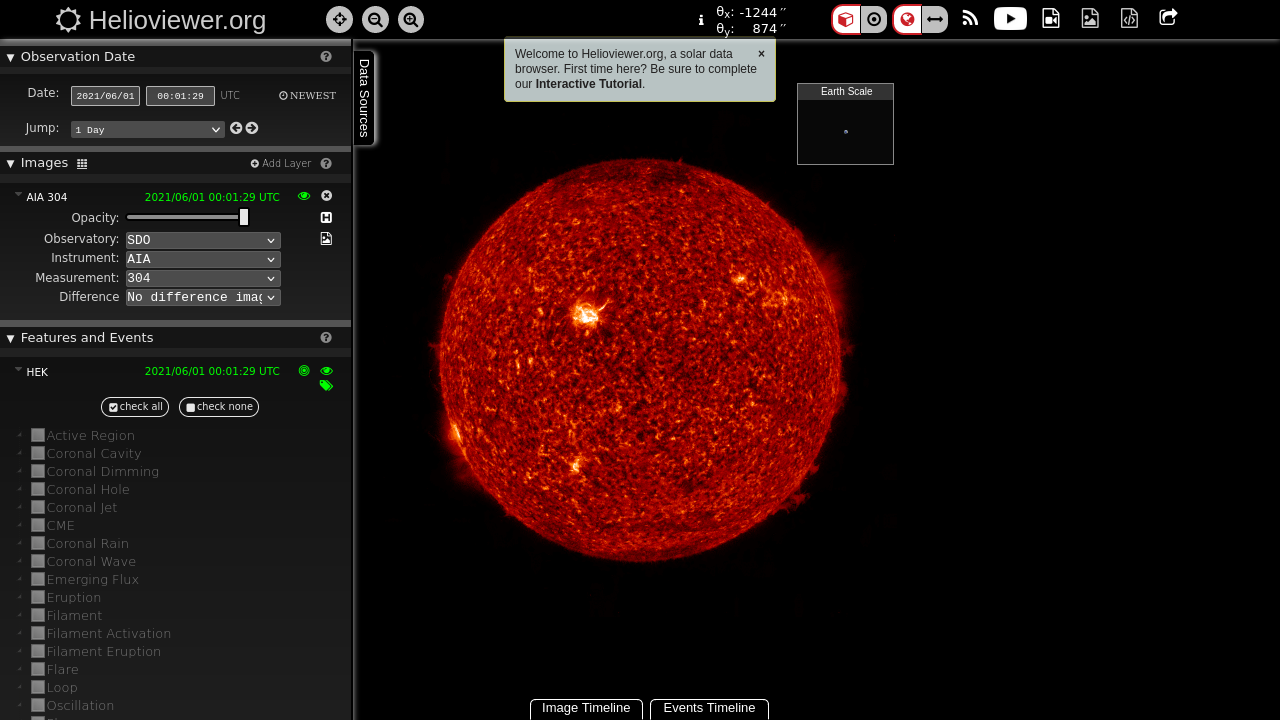 Helioviewer.org
θx: -1244 ″
θy: 874 ″
Observation Date
Date: 2021/06/01 00:01:29 UTC NEWEST
Jump: 1 Day
Images Add Layer
AIA 304 2021/06/01 00:01:29 UTC
Opacity:
Observatory: SDO
Instrument: AIA
Measurement: 304
Difference No difference imag
Features and Events
HEK 2021/06/01 00:01:29 UTC
check all check none
Active Region
Coronal Cavity
Coronal Dimming
Coronal Hole
Coronal Jet
CME
Coronal Rain
Coronal Wave
Emerging Flux
Eruption
Filament
Filament Activation
Filament Eruption
Flare
Loop
Oscillation
Data Sources
Welcome to Helioviewer.org, a solar data ×
browser. First time here? Be sure to complete
our Interactive Tutorial.
Earth Scale
Image Timeline Events Timeline